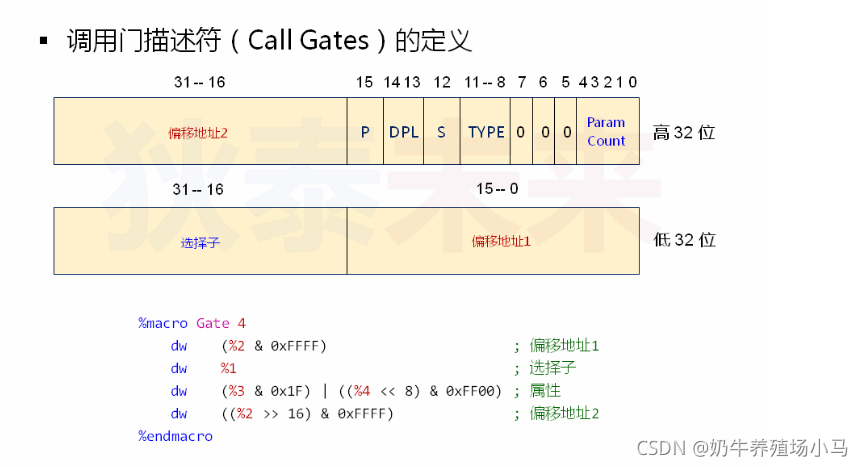 ▪ 调用门描述符（Call Gates）的定义
31 -- 16 15 14 13 12 11 -- 8 7 6 5 4 3 2 1 0
偏移地址2 P DPL S TYPE 0 0 0 Param Count 高 32 位
31 -- 16 15 -- 0
选择子 偏移地址1 低 32 位
狄泰未来
%macro Gate 4
dw (%2 & 0xFFFF) ; 偏移地址1
dw %1 ; 选择子
dw (%3 & 0x1F) | ((%4 << 8) & 0xFF00) ; 属性
dw ((%2 >> 16) & 0xFFFF) ; 偏移地址2
%endmacro
CSDN @奶牛养殖场小马